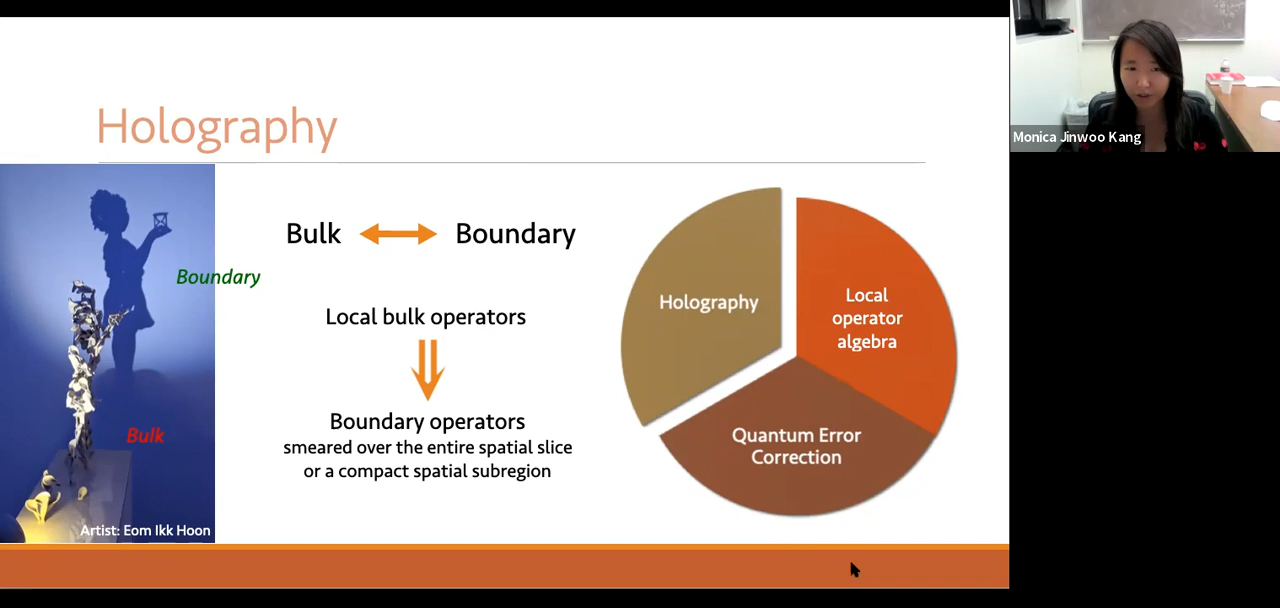 Holography
Bulk
Boundary
Boundary
Local bulk operators
Boundary operators
smeared over the entire spatial slice
or a compact spatial subregion
Bulk
Artist: Eom Ikk Hoon
Holography
Local
operator
algebra
Quantum Error
Correction
Monica Jinwoo Kang